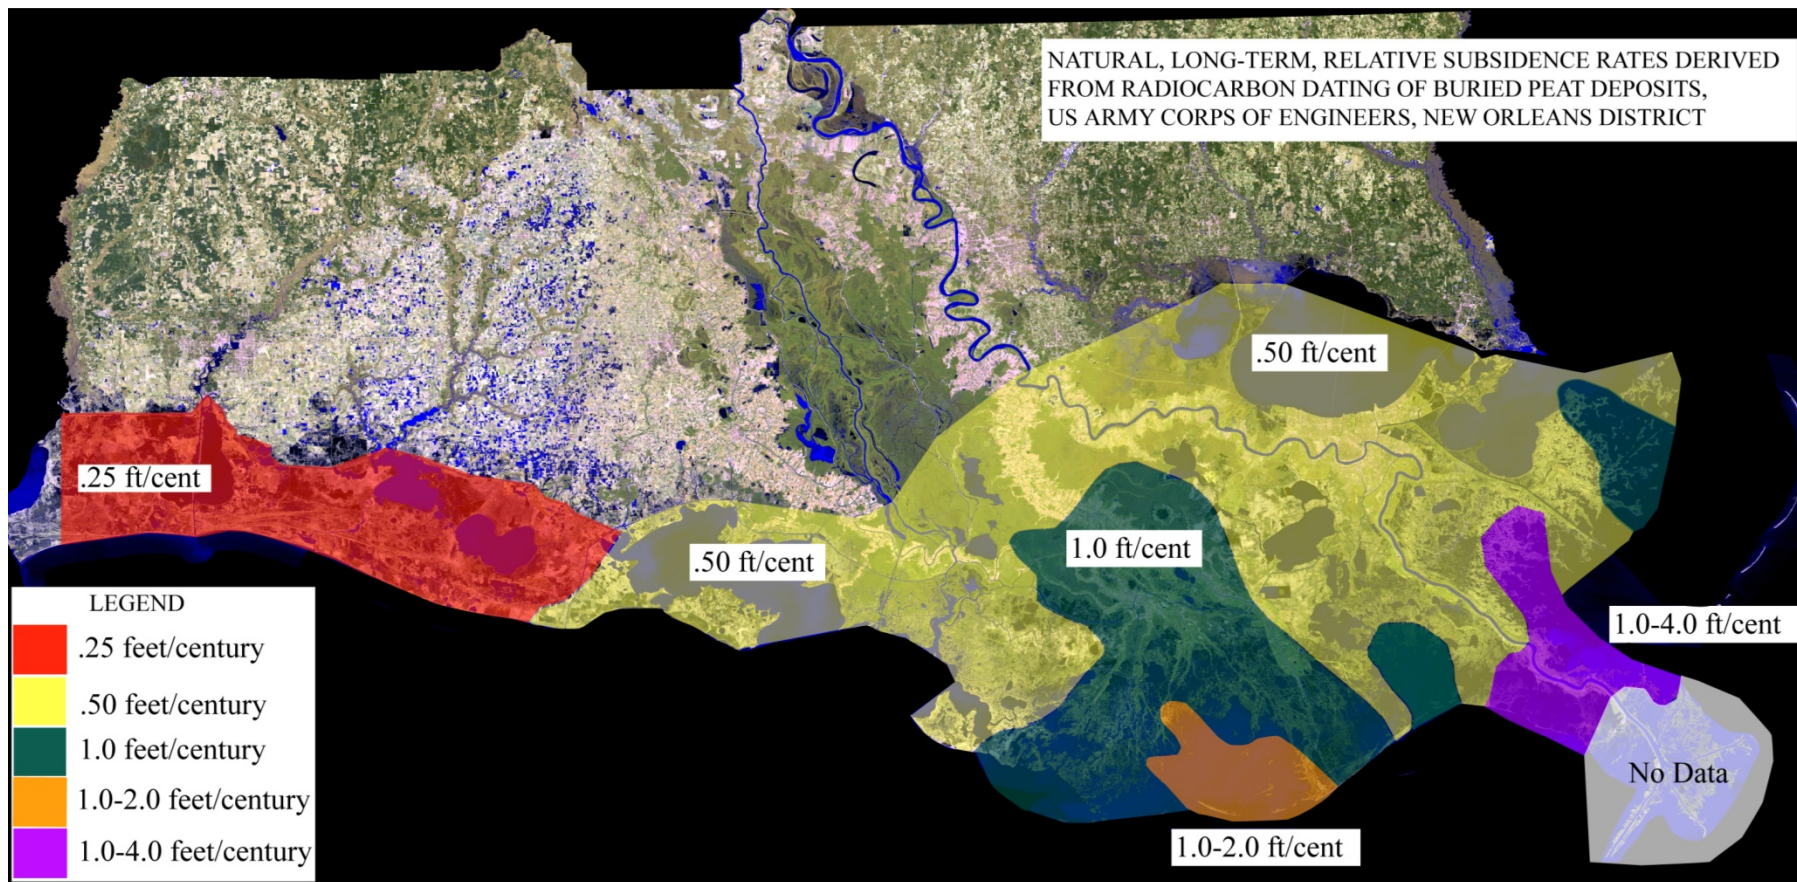 NATURAL, LONG-TERM, RELATIVE SUBSIDENCE RATES DERIVED
FROM RADIOCARBON DATING OF BURIED PEAT DEPOSITS,
US ARMY CORPS OF ENGINEERS, NEW ORLEANS DISTRICT
.50 ft/cent
.25 ft/cent
1.0 ft/cent
.50 ft/cent
1.0-4.0 ft/cent
No Data
1.0-2.0 ft/cent
LEGEND
.25 feet/century
.50 feet/century
1.0 feet/century
1.0-2.0 feet/century
1.0-4.0 feet/century